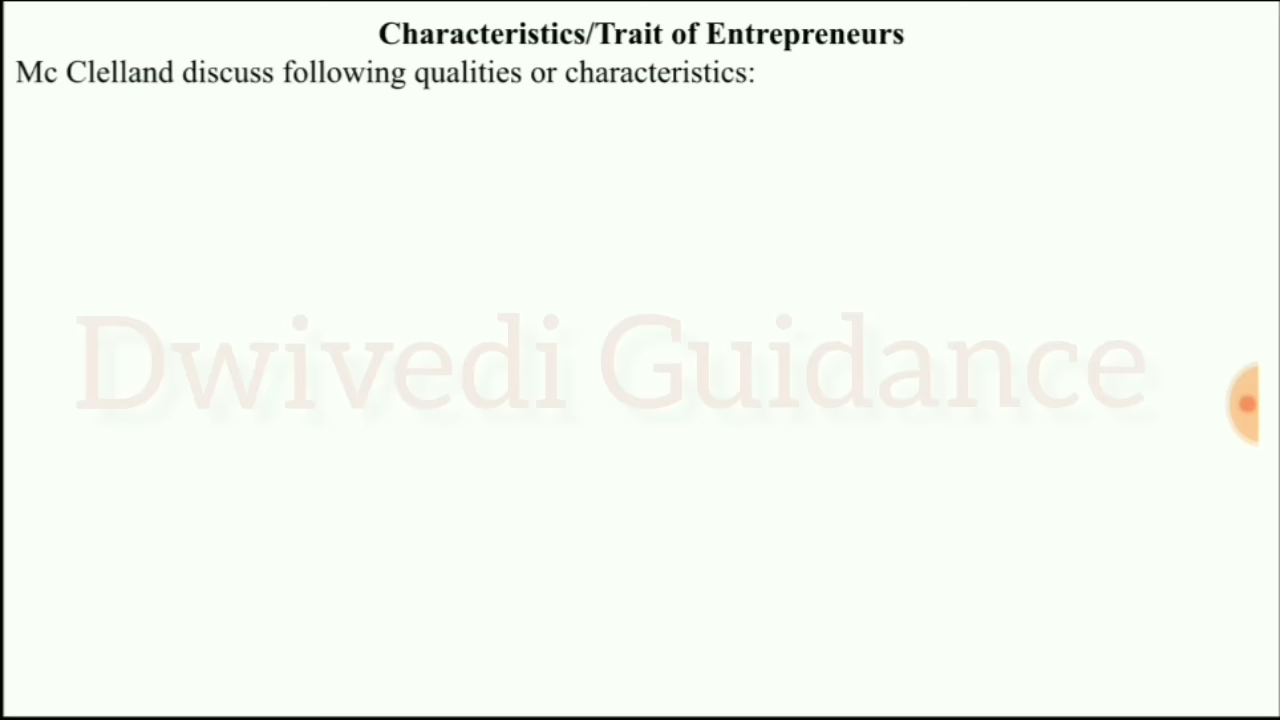 Characteristics/Trait of Entrepreneurs
Mc Clelland discuss following qualities or characteristics:
Dwivedi Guidance